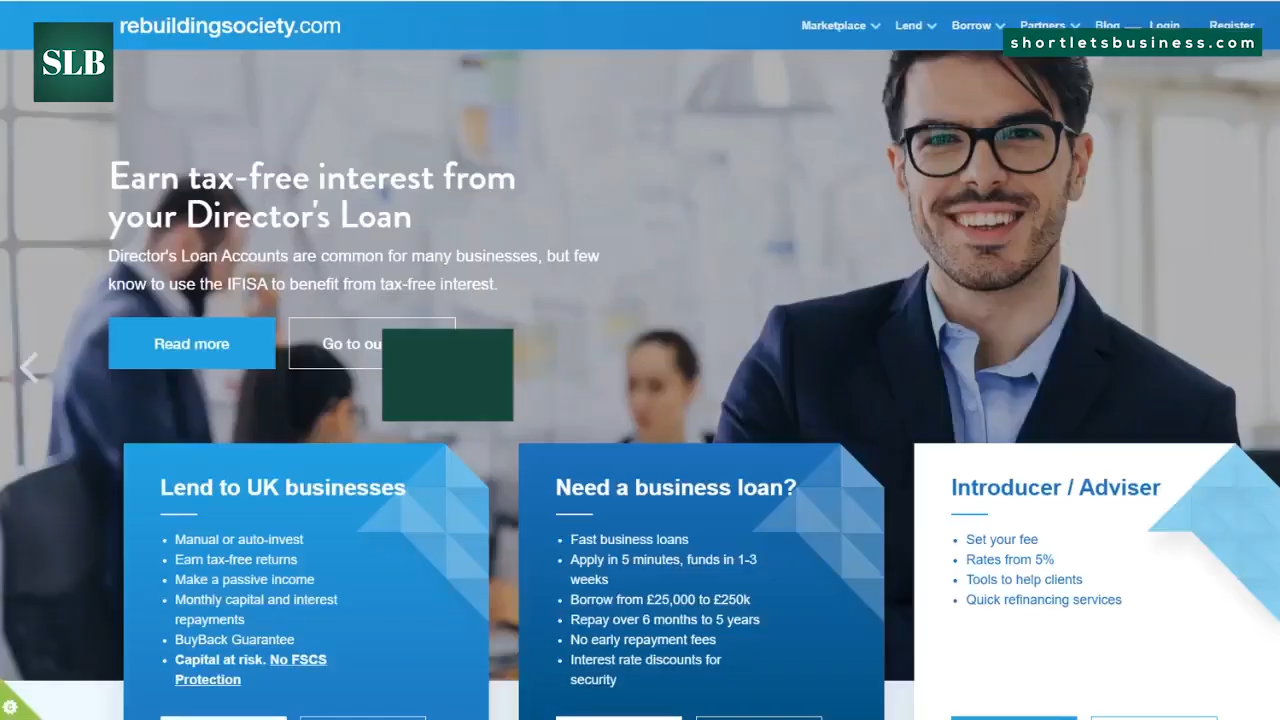 rebuildingsociety.com
Marketplace Lend Borrow Partners Blog Login Register
shortletsbusiness.com
SLB
Earn tax-free interest from
your Director's Loan
Director's Loan Accounts are common for many businesses, but few
know to use the IFISA to benefit from tax-free interest.
Read more
Go to
Lend to UK businesses
• Manual or auto-invest
• Earn tax-free returns
• Make a passive income
• Monthly capital and interest
repayments
• BuyBack Guarantee
• Capital at risk. No FSCS
Protection
Need a business loan?
• Fast business loans
• Apply in 5 minutes, funds in 1-3
weeks
• Borrow from £25,000 to £250k
• Repay over 6 months to 5 years
• No early repayment fees
• Interest rate discounts for
security
Introducer / Adviser
• Set your fee
• Rates from 5%
• Tools to help clients
• Quick refinancing services